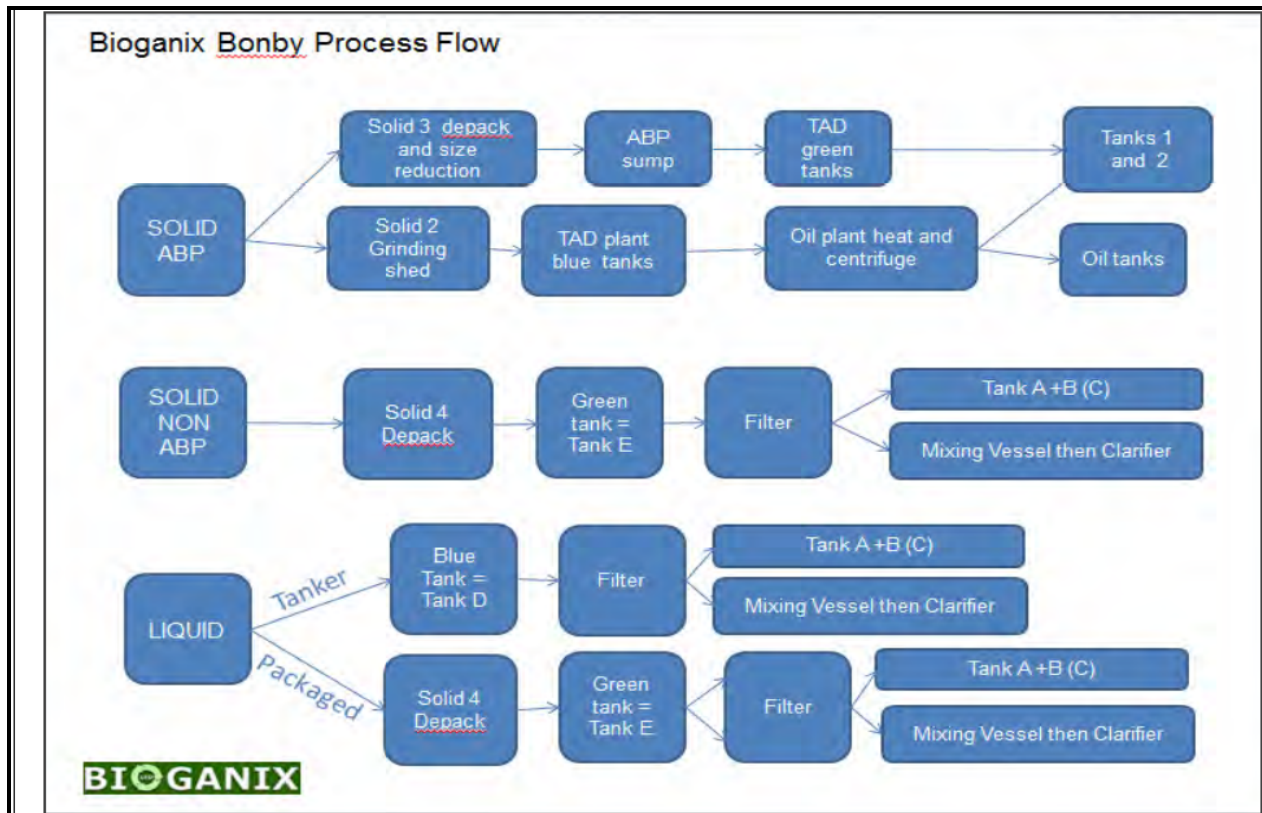 Bioganix Bonby Process Flow
SOLID
ABP
Solid 3 depack
and size
reduction
ABP
sump
TAD
green
tanks
Tanks 1
and 2
Solid 2
Grinding
shed
TAD plant
blue tanks
Oil plant heat and
centrifuge
Oil tanks
SOLID
NON
ABP
Solid 4
Depack
Green
tank =
Tank E
Filter
Tank A +B (C)
Mixing Vessel then Clarifier
LIQUID
Tanker
Blue
Tank =
Tank D
Filter
Tank A +B (C)
Mixing Vessel then Clarifier
Packaged
Solid 4
Depack
Green
tank =
Tank E
Filter
Tank A +B (C)
Mixing Vessel then Clarifier
BIOGANIX